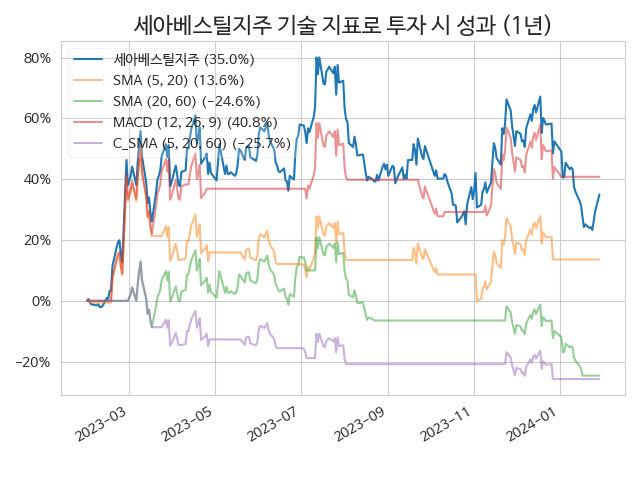 세아베스틸지주 기술 지표로 투자 시 성과 (1년)
세아베스틸지주 (35.0%)
SMA (5, 20) (13.6%)
SMA (20, 60) (−24.6%)
MACD (12, 26, 9) (40.8%)
C_SMA (5, 20, 60) (−25.7%)
80%
60%
40%
20%
0%
−20%
2023−03
2023−05
2023−07
2023−09
2023−11
2024−01